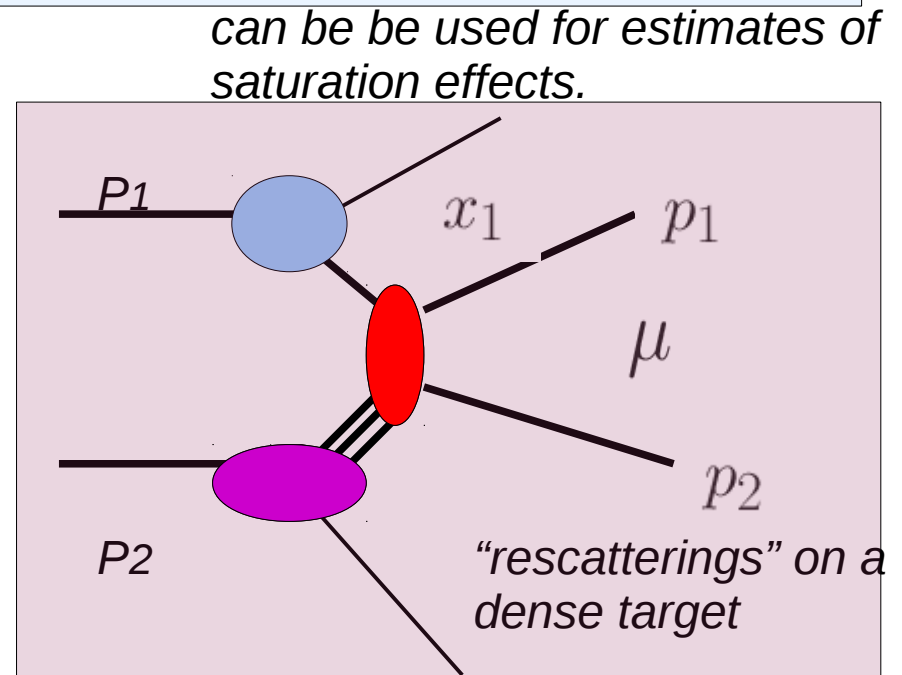 can be be used for estimates of
saturation effects.
P1
x₁
p₁
μ
p₂
P2
“rescatterings” on a
dense target